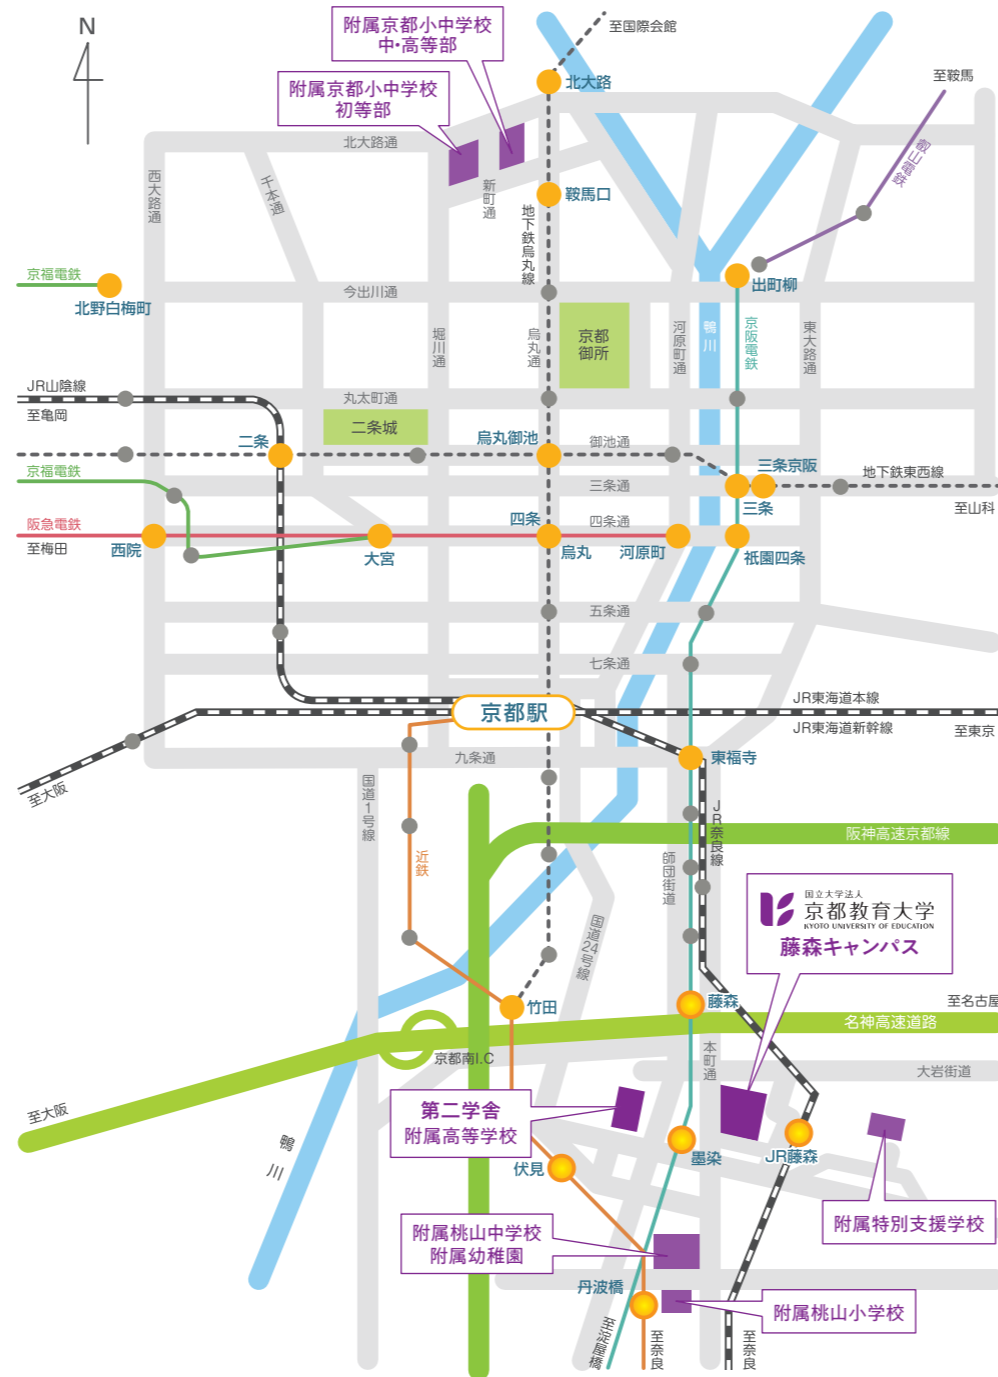 N
附属京都小中学校
中・高等部
至国際会館
附属京都小中学校
初等部
北大路
至鞍馬
北大路通
叡山電鉄
西大路通
千本通
新町通
鞍馬口
地下鉄烏丸線
京福電鉄
北野白梅町
今出川通
出町柳
堀川通
烏丸通
京都
御所
河原町通
鴨川
京阪電鉄
東大路通
JR山陰線
至亀岡
丸太町通
二条城
二条
烏丸御池
御池通
京福電鉄
三条通
三条京阪
三条
地下鉄東西線
至山科
阪急電鉄
至梅田
西院
大宮
四条
烏丸
四条通
河原町
祇園四条
五条通
七条通
京都駅
JR東海道本線
JR東海道新幹線
至東京
至大阪
九条通
東福寺
国道1号線
近鉄
師団街道
JR奈良線
阪神高速京都線
国道24号線
国立大学法人
京都教育大学
KYOTO UNIVERSITY OF EDUCATION
藤森キャンパス
竹田
藤森
至名古屋
名神高速道路
京都南I.C
本町通
大岩街道
至大阪
鴨川
第二学舎
附属高等学校
伏見
墨染
JR藤森
附属特別支援学校
附属桃山中学校
附属幼稚園
丹波橋
附属桃山小学校
至淀屋橋
至奈良
至奈良